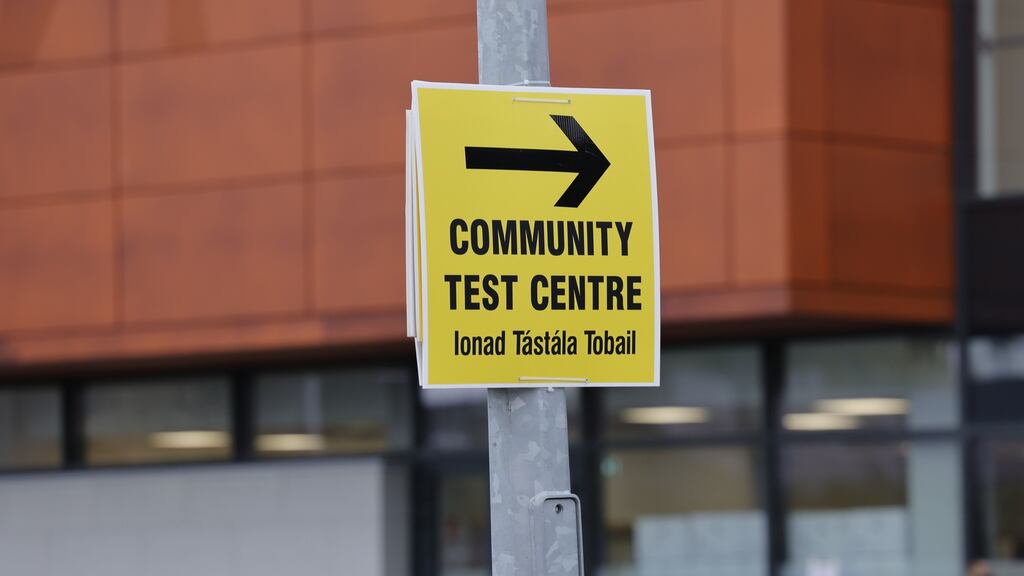 COMMUNITY
TEST CENTRE
Ionad Tástála Tobail